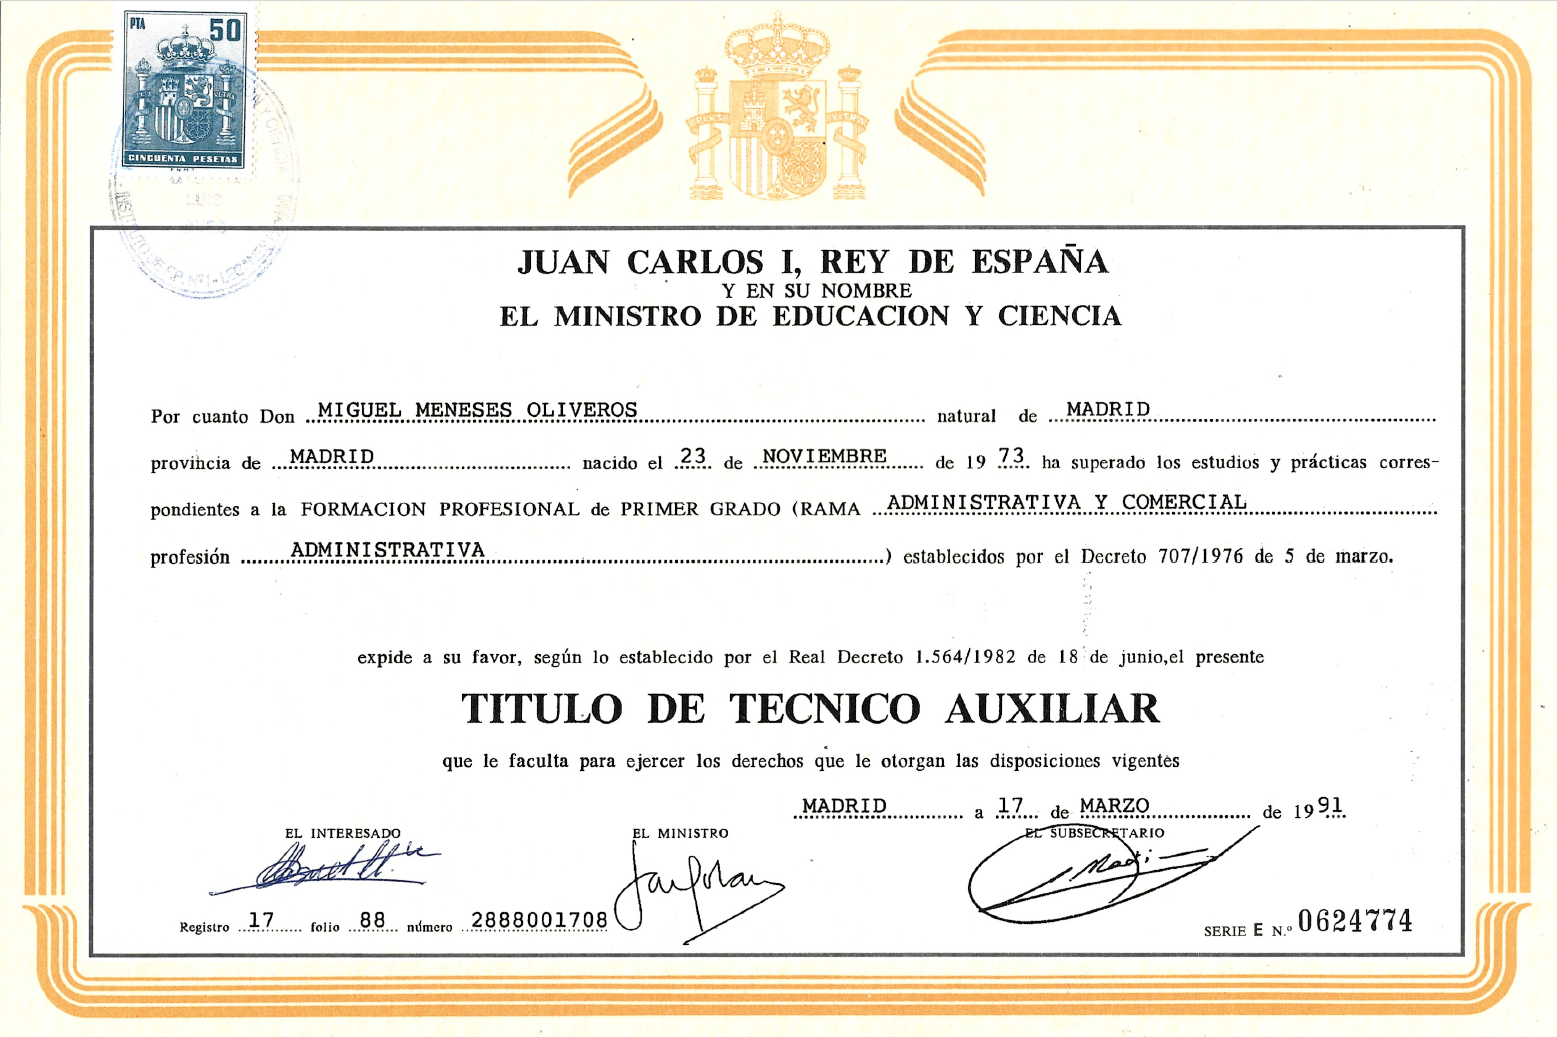 PTA 50
PLVS VLTRA
CINCUENTA PESETAS
PLVS VLTRA
JUAN CARLOS I, REY DE ESPAÑA
Y EN SU NOMBRE
EL MINISTRO DE EDUCACION Y CIENCIA
Por cuanto Don MIGUEL MENESES OLIVEROS natural de MADRID
provincia de MADRID nacido el 23 de NOVIEMBRE de 19 73 ha superado los estudios y prácticas corres-
pondientes a la FORMACION PROFESIONAL de PRIMER GRADO (RAMA ADMINISTRATIVA Y COMERCIAL
profesión ADMINISTRATIVA) establecidos por el Decreto 707/1976 de 5 de marzo.
expide a su favor, según lo establecido por el Real Decreto 1.564/1982 de 18 de junio,el presente
TITULO DE TECNICO AUXILIAR
que le faculta para ejercer los derechos que le otorgan las disposiciones vigentes
MADRID a 17 de MARZO de 1991
EL INTERESADO EL MINISTRO EL SUBSECRETARIO
Registro 17 folio 88 número 2888001708
SERIE E N.º 0624774